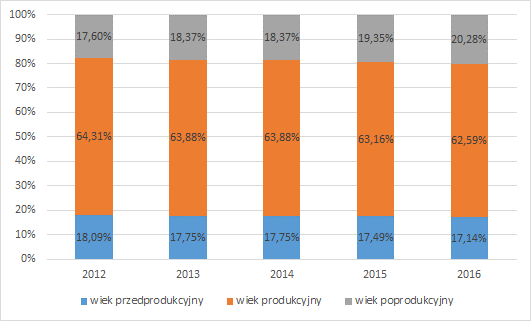 100%
90%
80%
70%
60%
50%
40%
30%
20%
10%
0%
17,60% 18,37% 18,37% 19,35% 20,28%
64,31% 63,88% 63,88% 63,16% 62,59%
18,09% 17,75% 17,75% 17,49% 17,14%
2012 2013 2014 2015 2016
wiek przedprodukcyjny wiek produkcyjny wiek poprodukcyjny